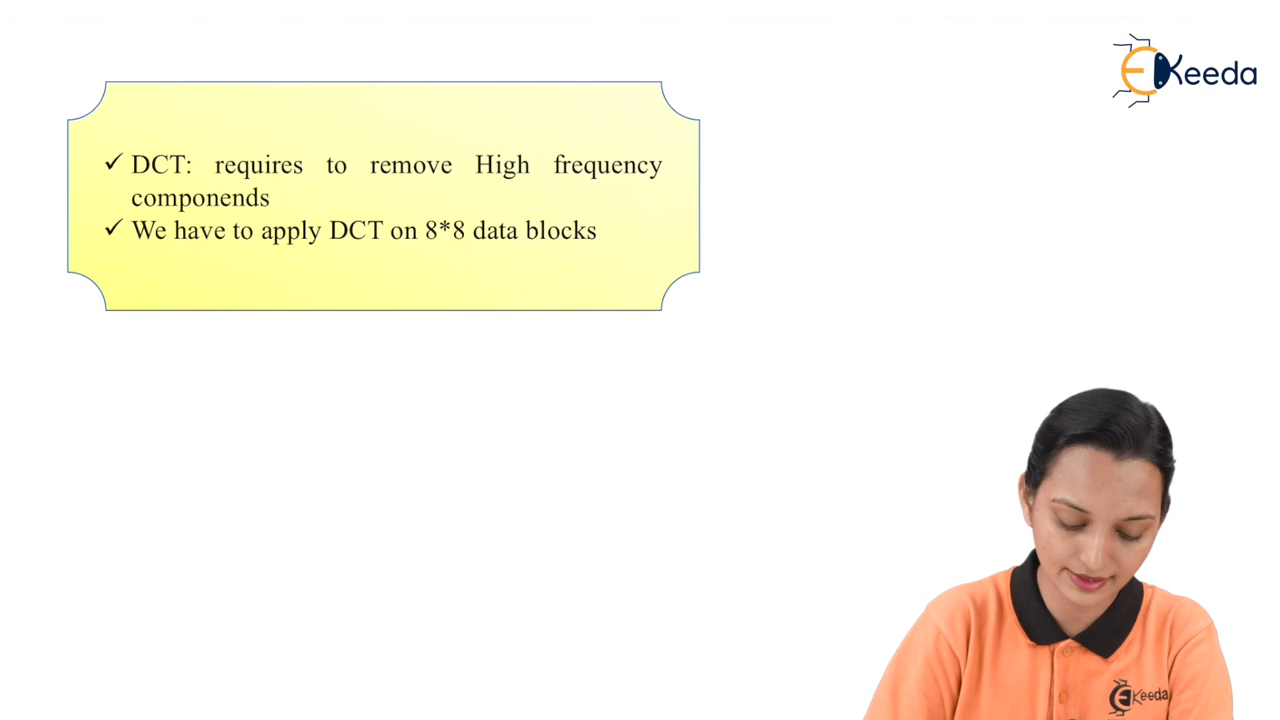 EKeeda
✓ DCT: requires to remove High frequency
componends
✓ We have to apply DCT on 8*8 data blocks
EKeeda